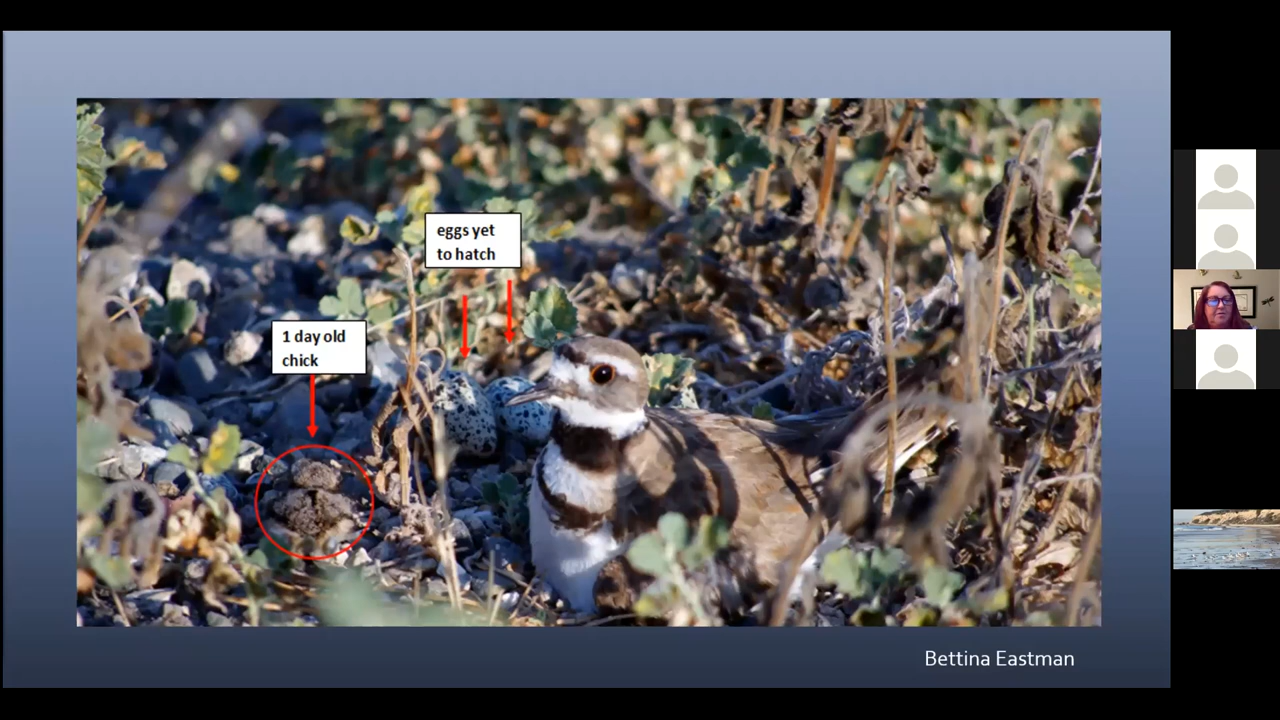 eggs yet
to hatch
1 day old
chick
Bettina Eastman